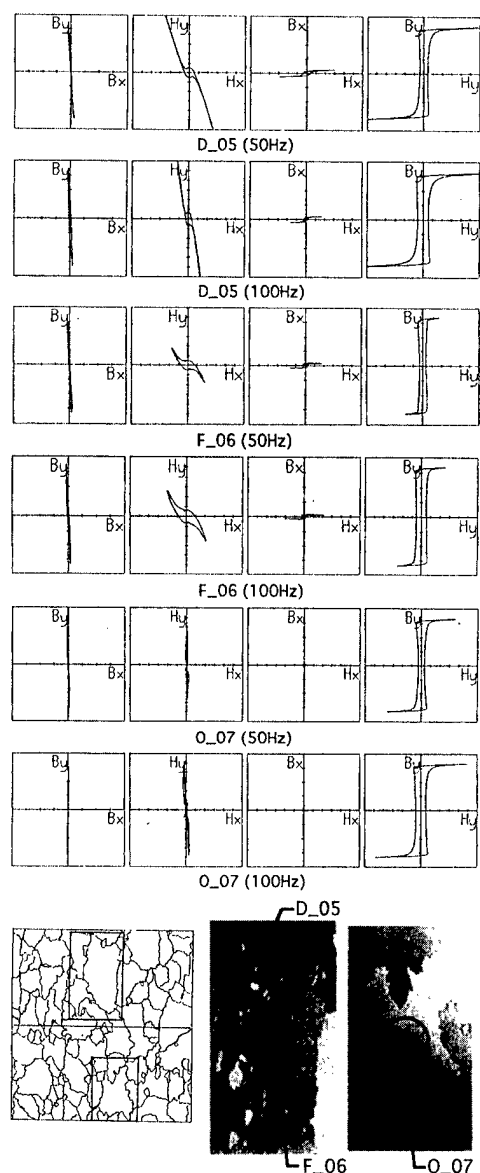 By Hy Bx By
Bx Hx Hx Hy
D_05 (50Hz)
By Hy Bx By
Bx Hx Hx Hy
D_05 (100Hz)
By Hy Bx By
Bx Hx Hx Hy
F_06 (50Hz)
By Hy Bx By
Bx Hx Hx Hy
F_06 (100Hz)
By Hy Bx By
Bx Hx Hx Hy
O_07 (50Hz)
By Hy Bx By
Bx Hx Hx Hy
O_07 (100Hz)
D_05
F_06
O_07